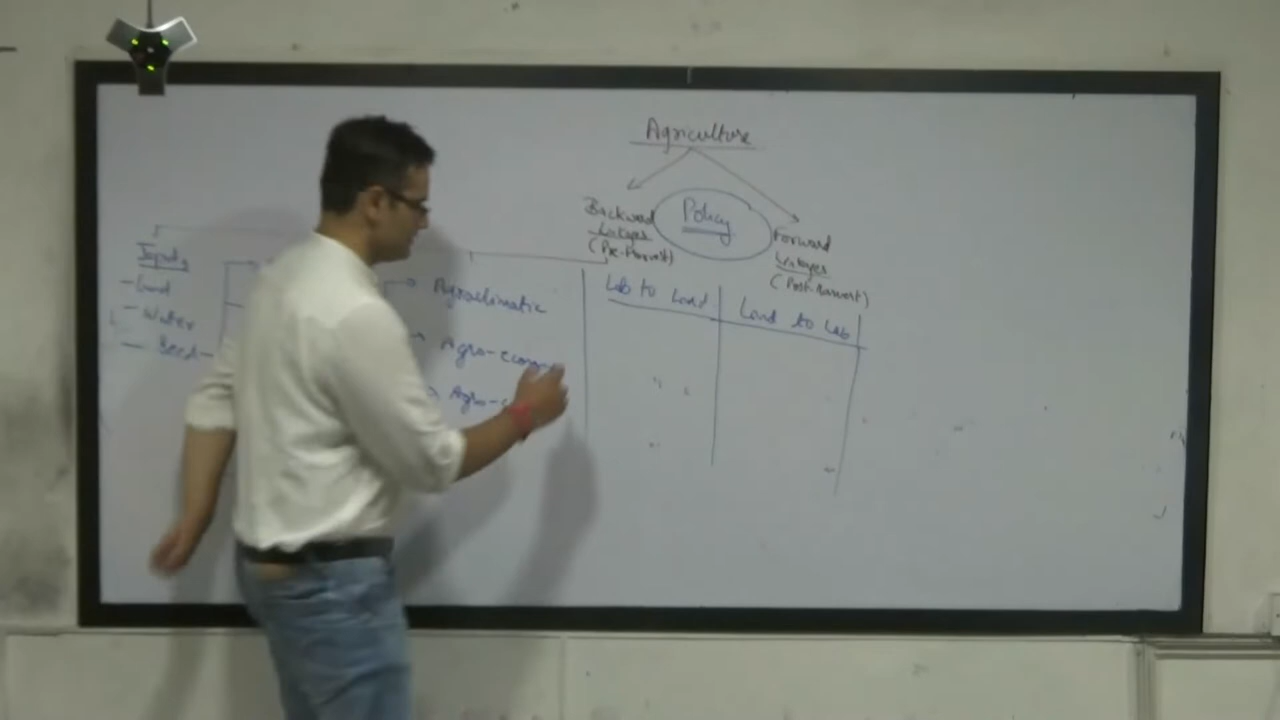 Agriculture
Policy
Backward
Linkages
(Pre-Harvest)
Forward
Linkages
(Post-Harvest)
Inputs
- Land
- Water
- Seed
Agroclimatic
Agro-
Agro-
Lab to Land
Land to Lab